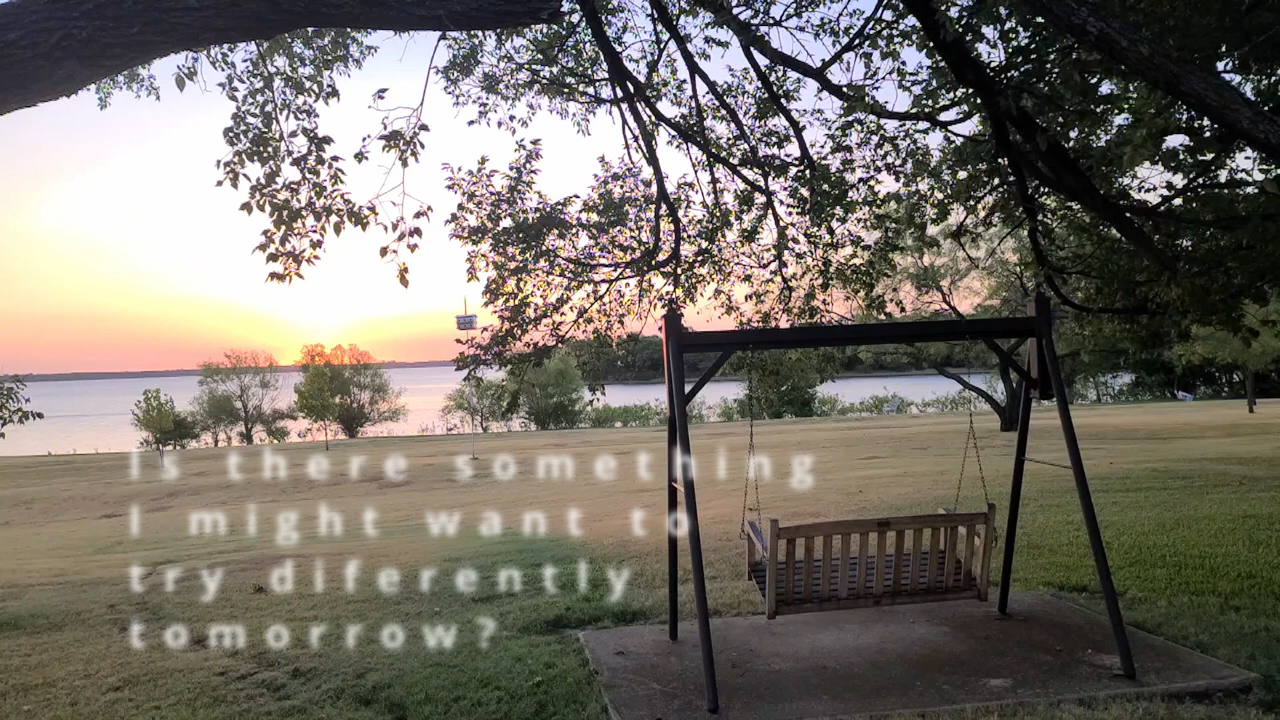 Is there something
I might want to
try diferently
tomorrow?